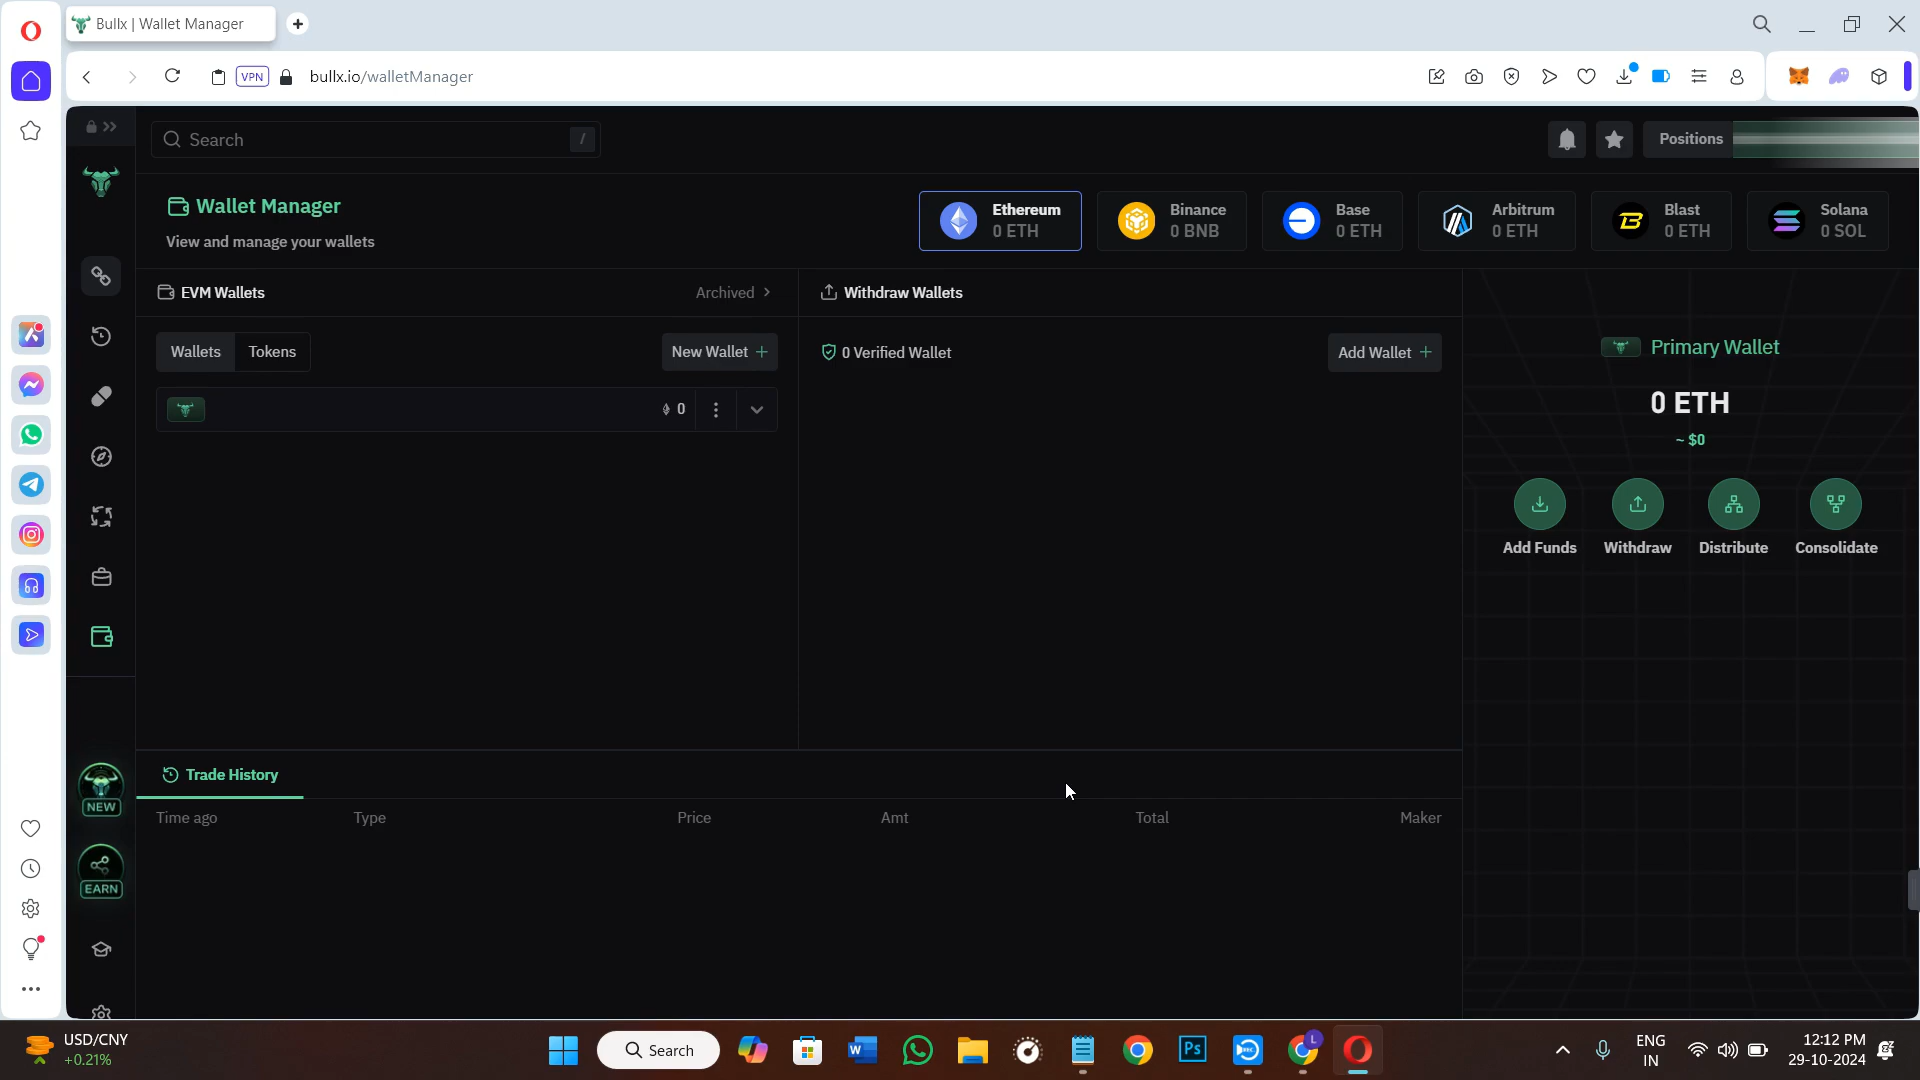 Bullx | Wallet Manager
VPN
bullx.io/walletManager
Search
/
Positions
Wallet Manager
View and manage your wallets
Ethereum
0 ETH
Binance
0 BNB
Base
0 ETH
Arbitrum
0 ETH
Blast
0 ETH
Solana
0 SOL
EVM Wallets
Archived
Withdraw Wallets
Wallets
Tokens
New Wallet +
0 Verified Wallet
Add Wallet +
0
Primary Wallet
0 ETH
~ $0
Add Funds
Withdraw
Distribute
Consolidate
Trade History
Time ago
Type
Price
Amt
Total
Maker
NEW
EARN
USD/CNY
+0.21%
Search
W
Ps
REC
L
ENG
IN
12:12 PM
29-10-2024